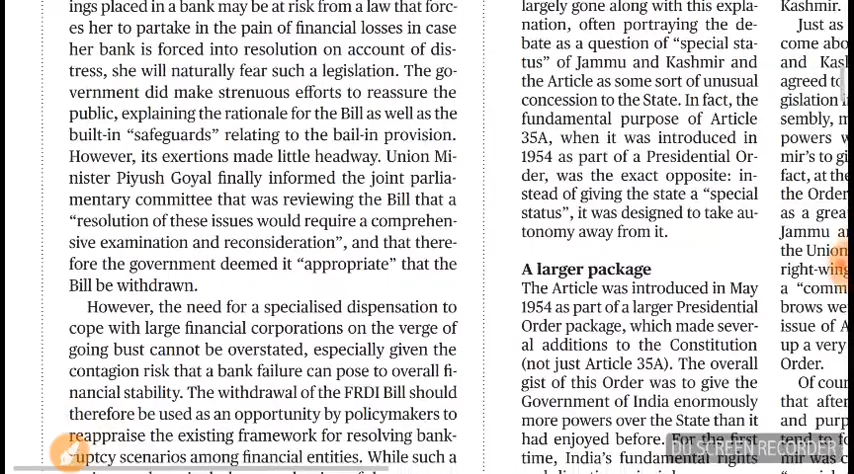 ings placed in a bank may be at risk from a law that forc-
es her to partake in the pain of financial losses in case
her bank is forced into resolution on account of dis-
tress, she will naturally fear such a legislation. The go-
vernment did make strenuous efforts to reassure the
public, explaining the rationale for the Bill as well as the
built-in “safeguards” relating to the bail-in provision.
However, its exertions made little headway. Union Mi-
nister Piyush Goyal finally informed the joint parlia-
mentary committee that was reviewing the Bill that a
“resolution of these issues would require a comprehen-
sive examination and reconsideration”, and that there-
fore the government deemed it “appropriate” that the
Bill be withdrawn.
However, the need for a specialised dispensation to
cope with large financial corporations on the verge of
going bust cannot be overstated, especially given the
contagion risk that a bank failure can pose to overall fi-
nancial stability. The withdrawal of the FRDI Bill should
therefore be used as an opportunity by policymakers to
reappraise the existing framework for resolving bank-
ruptcy scenarios among financial entities. While such a
largely gone along with this expla-
nation, often portraying the de-
bate as a question of “special sta-
tus” of Jammu and Kashmir and
the Article as some sort of unusual
concession to the State. In fact, the
fundamental purpose of Article
35A, when it was introduced in
1954 as part of a Presidential Or-
der, was the exact opposite: in-
stead of giving the state a “special
status”, it was designed to take au-
tonomy away from it.
A larger package
The Article was introduced in May
1954 as part of a larger Presidential
Order package, which made sever-
al additions to the Constitution
(not just Article 35A). The overall
gist of this Order was to give the
Government of India enormously
more powers over the State than it
had enjoyed before. For the first
time, India’s fundamental rights
Kashmir.
Just as
come abo
and Kas
agreed to
gislation i
sembly, m
powers w
mir’s to gi
fact, at the
the Order
as a grea
Jammu a
the Union
right-wing
a “comm
brows we
issue of A
up a very
Order.
Of cour
that after
and purp
tend to fo
mir was c
DU SCREEN RECORDER